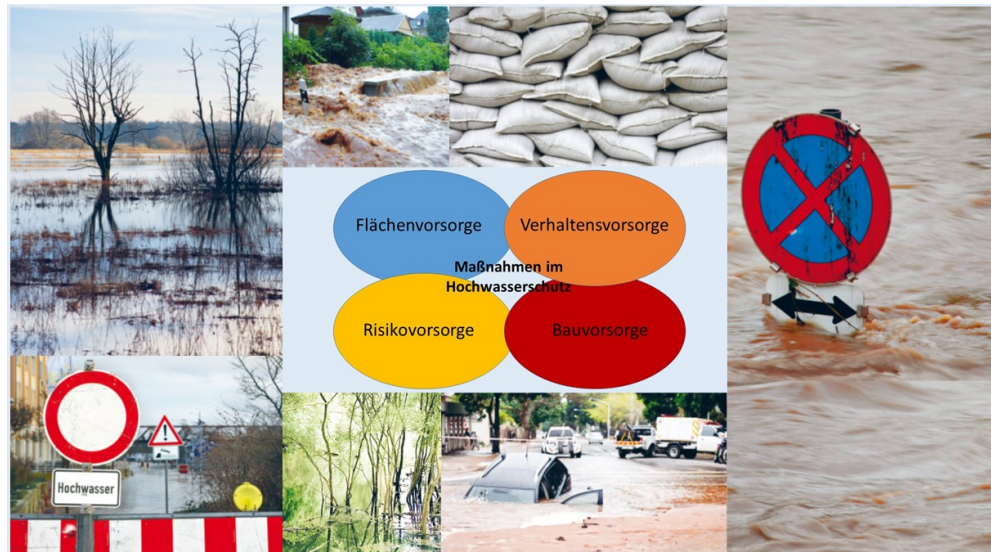 Flächenvorsorge
Verhaltensvorsorge
Maßnahmen im
Hochwasserschutz
Risikovorsorge
Bauvorsorge
Hochwasser